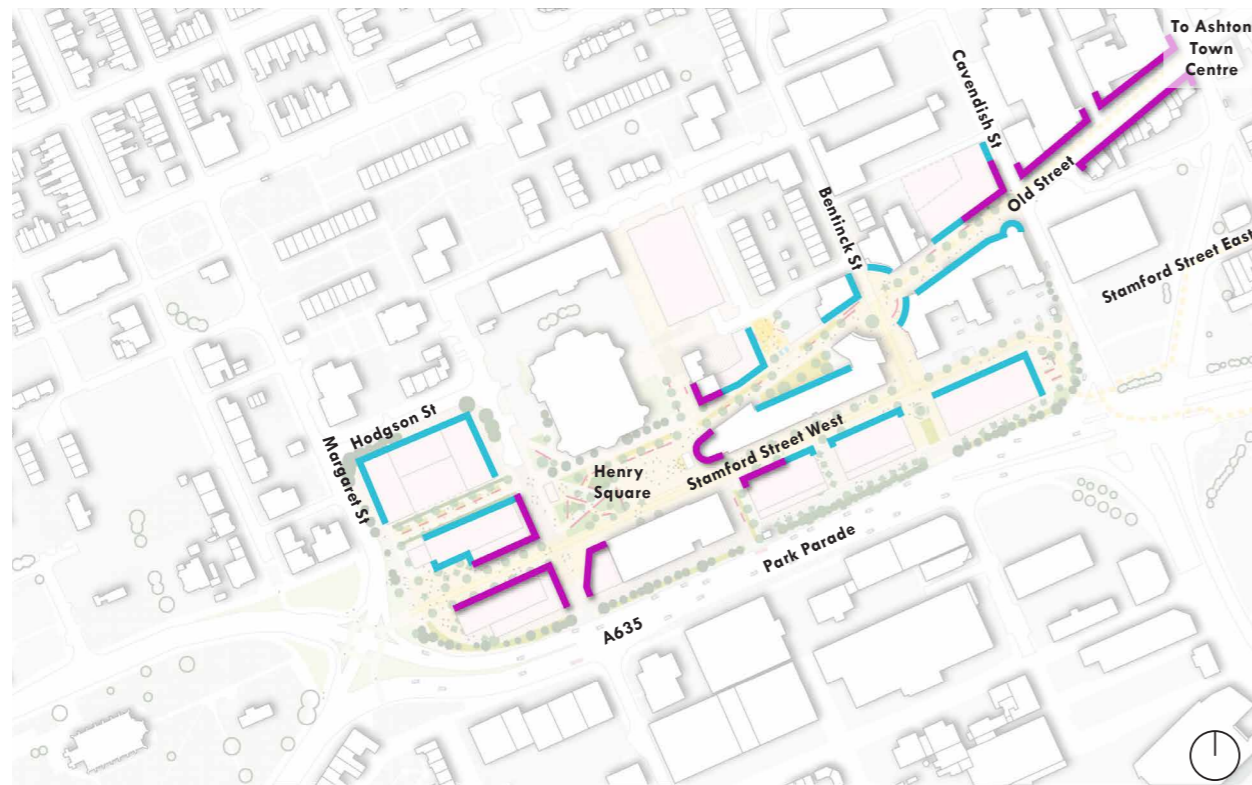 To Ashton
Town
Centre
Cavendish St
Old Street
Bentinck St
Stamford Street East
Hodgson St
Margaret St
Henry
Square
Stamford Street West
Park Parade
A635